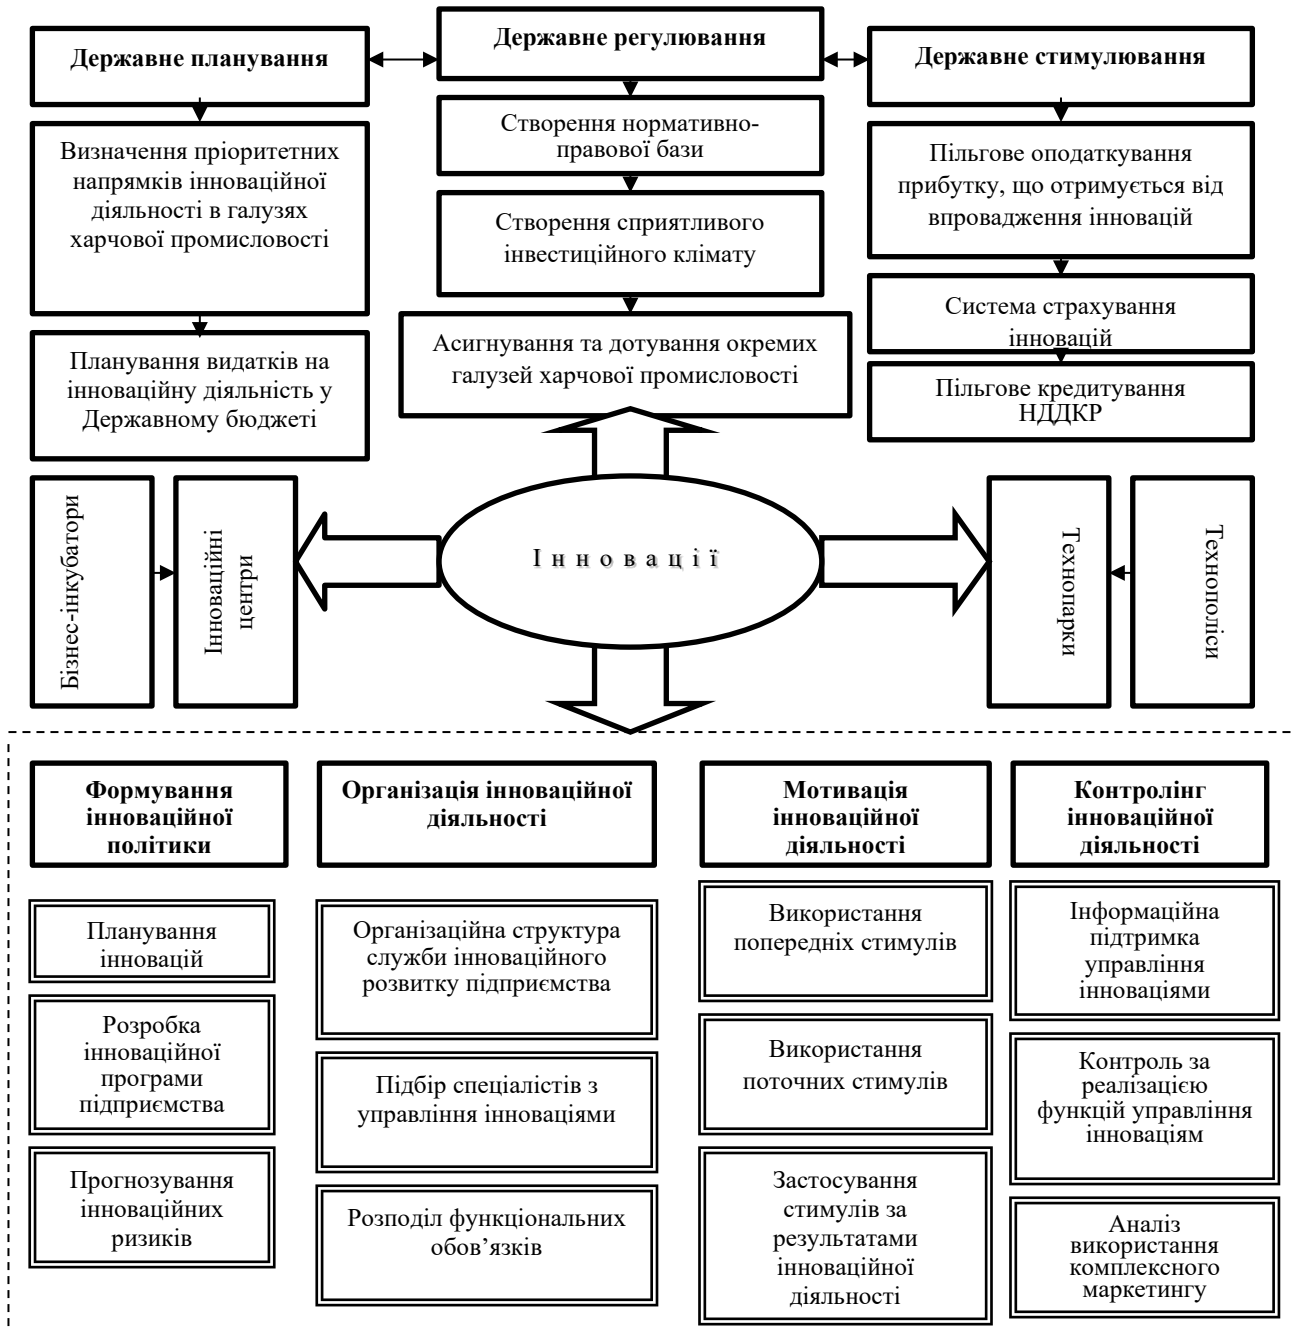 Державне планування
Державне регулювання
Державне стимулювання
Визначення пріоритетних
напрямків інноваційної
діяльності в галузях
харчової промисловості
Планування видатків на
інноваційну діяльність у
Державному бюджеті
Створення нормативно-
правової бази
Створення сприятливого
інвестиційного клімату
Асигнування та дотування окремих
галузей харчової промисловості
Пільгове оподаткування
прибутку, що отримується від
впровадження інновацій
Система страхування
інновацій
Пільгове кредитування
НДДКР
Бізнес-інкубатори
Інноваційні
центри
Інновації
Технопарки
Технополіси
Формування
інноваційної
політики
Планування
інновацій
Розробка
інноваційної
програми
підприємства
Прогнозування
інноваційних
ризиків
Організація інноваційної
діяльності
Організаційна структура
служби інноваційного
розвитку підприємства
Підбір спеціалістів з
управління інноваціями
Розподіл функціональних
обов’язків
Мотивація
інноваційної
діяльності
Використання
попередніх стимулів
Використання
поточних стимулів
Застосування
стимулів за
результатами
інноваційної
діяльності
Контролінг
інноваційної
діяльності
Інформаційна
підтримка
управління
інноваціями
Контроль за
реалізацією
функцій управління
інноваціям
Аналіз
використання
комплексного
маркетингу